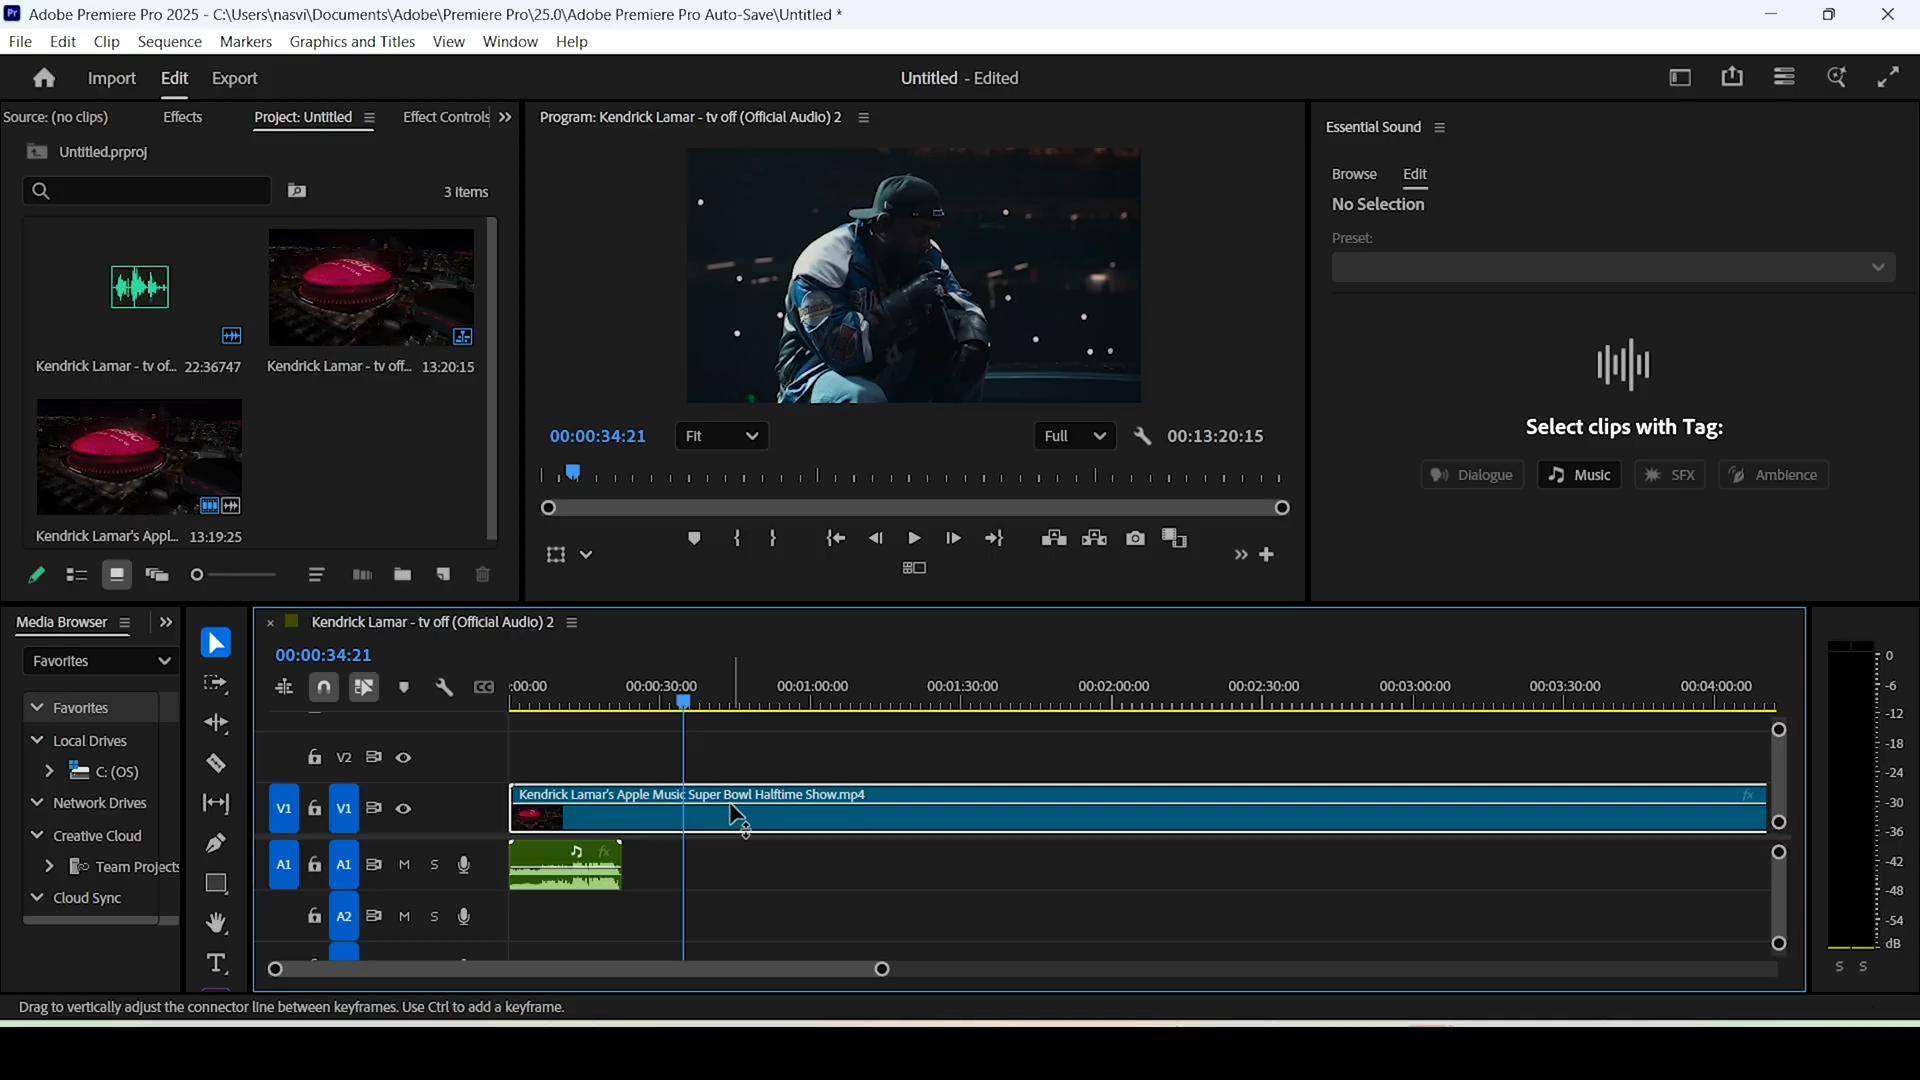 Pr Adobe Premiere Pro 2025 - C:\Users\nasvi\Documents\Adobe\Premiere Pro\25.0\Adobe Premiere Pro Auto-Save\Untitled *
File Edit Clip Sequence Markers Graphics and Titles View Window Help
Import Edit Export
Untitled - Edited
Source: (no clips) Effects Project: Untitled Effect Controls
Untitled.prproj
3 items
Kendrick Lamar - tv of... 22:36747
Kendrick Lamar - tv off... 13:20:15
Kendrick Lamar's Appl... 13:19:25
Program: Kendrick Lamar - tv off (Official Audio) 2
00:00:34:21 Fit Full 00:13:20:15
Essential Sound
Browse Edit
No Selection
Preset:
Select clips with Tag:
Dialogue Music SFX Ambience
Media Browser
Favorites
Favorites
Local Drives
C: (OS)
Network Drives
Creative Cloud
Team Projects
Cloud Sync
T
× Kendrick Lamar - tv off (Official Audio) 2
00:00:34:21
CC :00:00 00:00:30:00 00:01:00:00 00:01:30:00 00:02:00:00 00:02:30:00 00:03:00:00 00:03:30:00 00:04:00:00
V2
V1 V1
Kendrick Lamar's Apple Music Super Bowl Halftime Show.mp4 fx
A1 A1 M S
fx
A2 M S
0
-6
-12
-18
-24
-30
-36
-42
-48
-54
dB
S S
Drag to vertically adjust the connector line between keyframes. Use Ctrl to add a keyframe.